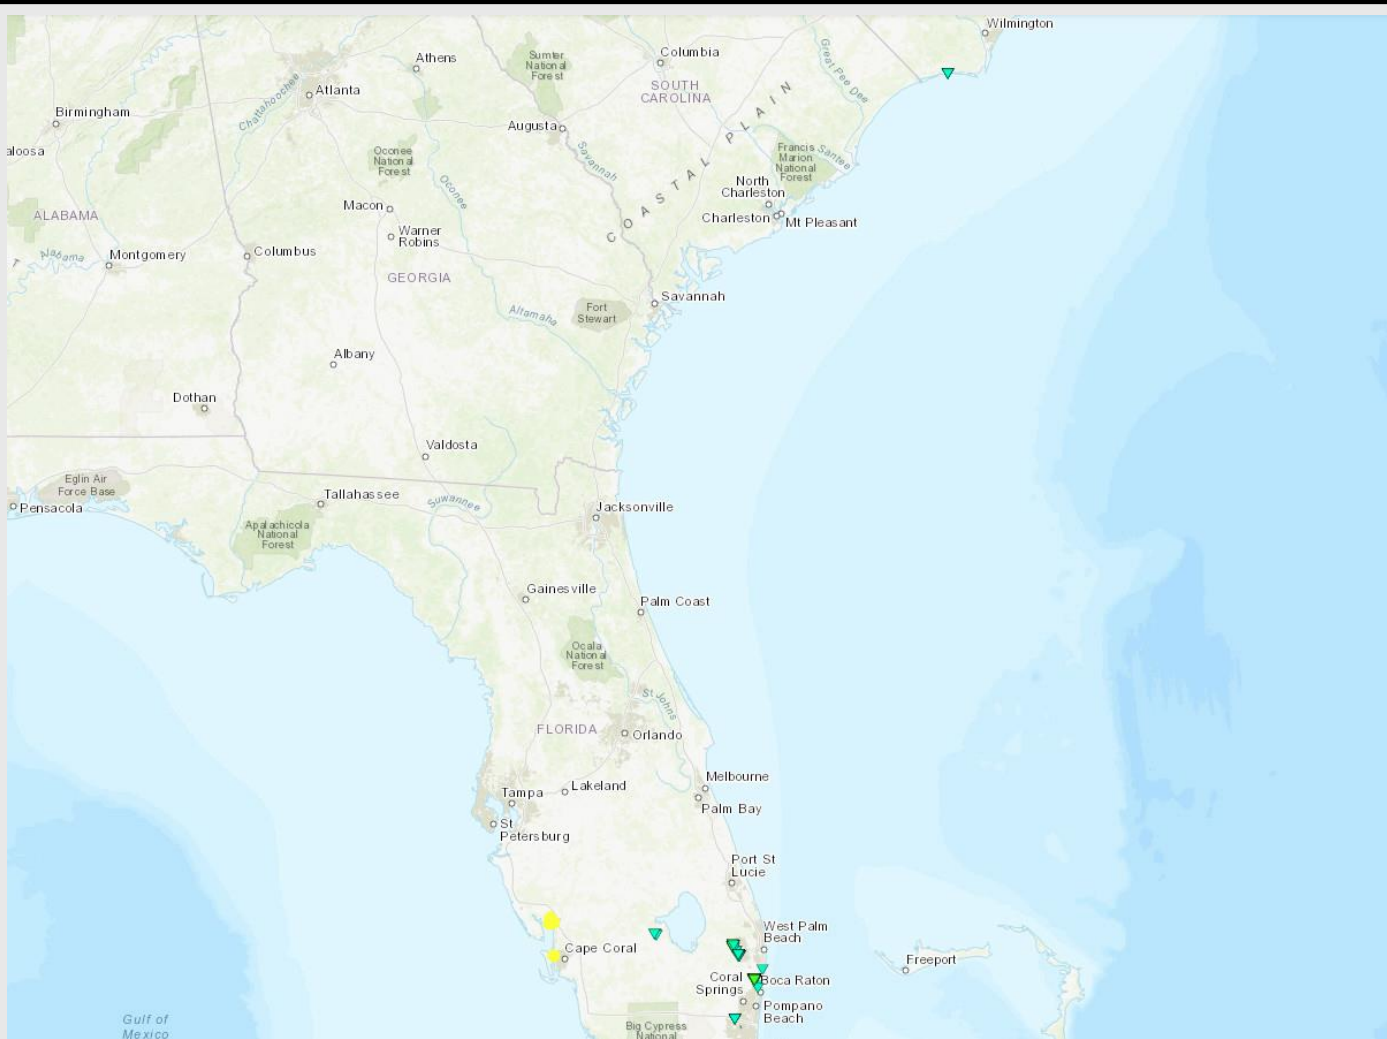 Wilmington
Columbia
Athens
Sumter
National
Forest
Great Pee Dee
SOUTH
CAROLINA
Atlanta
Chattahoochee
Birmingham
Augusta
COASTAL PLAIN
aloosa
Oconee
National
Forest
Savannah
Francis
Marion
National
Forest
Santee
North
Charleston
Oconee
Macon
ALABAMA
Charleston
Mt Pleasant
Warner
Robins
Alabama
Montgomery
Columbus
T
GEORGIA
Savannah
Fort
Stewart
Altamaha
Albany
Dothan
Valdosta
Eglin Air
Force Base
Pensacola
Tallahassee
Suwannee
Jacksonville
Apalachicola
National
Forest
Gainesville
Palm Coast
Ocala
National
Forest
St Johns
FLORIDA
Orlando
Melbourne
Lakeland
Tampa
Palm Bay
St
Petersburg
Port St
Lucie
West Palm
Beach
Cape Coral
Freeport
Coral
Springs
Boca Raton
Pompano
Beach
Gulf of
Mexico
Big Cypress
National